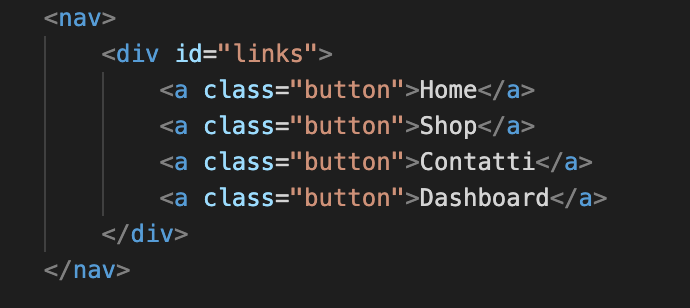 <nav>
<div id="links">
<a class="button">Home</a>
<a class="button">Shop</a>
<a class="button">Contatti</a>
<a class="button">Dashboard</a>
</div>
</nav>